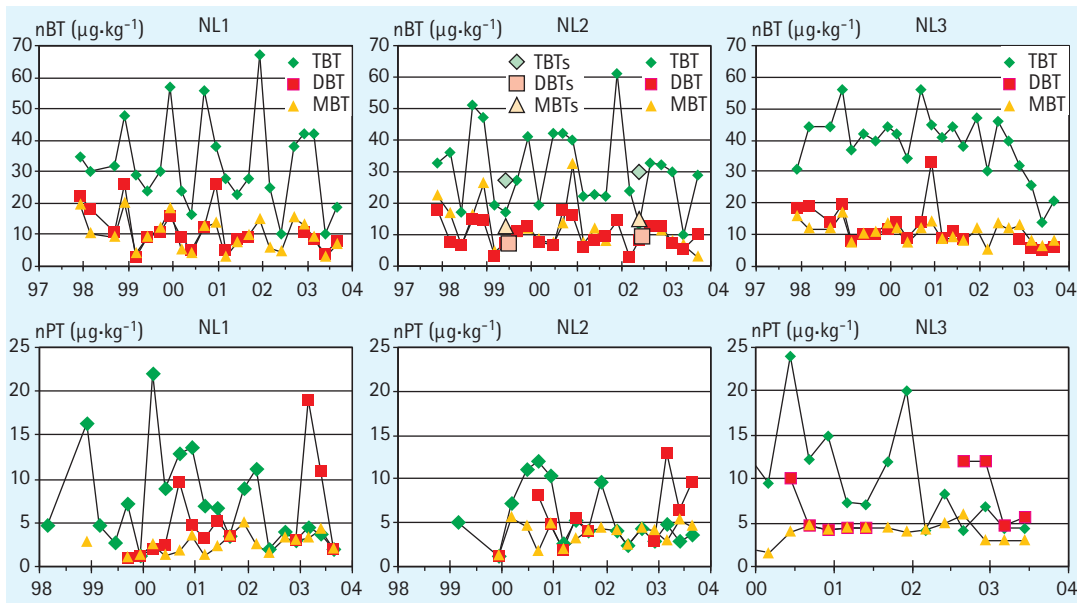 nBT (µg·kg⁻¹) NL1
70
60
50
40
30
20
10
0
TBT
DBT
MBT
97 98 99 00 01 02 03 04
nBT (µg·kg⁻¹) NL2
70
60
50
40
30
20
10
0
TBTs TBT
DBTs DBT
MBTs MBT
97 98 99 00 01 02 03 04
nBT (µg·kg⁻¹) NL3
70
60
50
40
30
20
10
0
TBT
DBT
MBT
97 98 99 00 01 02 03 04
nPT (µg·kg⁻¹) NL1
25
20
15
10
5
0
98 99 00 01 02 03 04
nPT (µg·kg⁻¹) NL2
25
20
15
10
5
0
98 99 00 01 02 03 04
nPT (µg·kg⁻¹) NL3
25
20
15
10
5
0
00 01 02 03 04